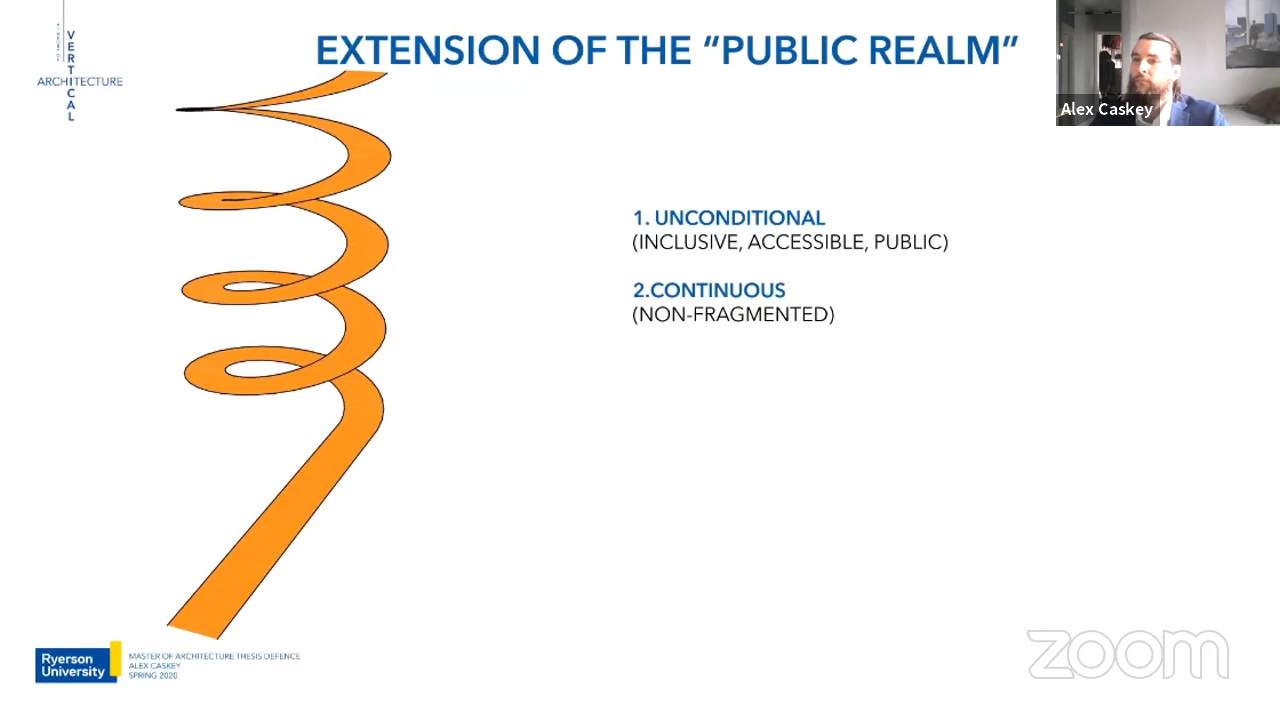 VERTICAL
ARCHITECTURE
EXTENSION OF THE “PUBLIC REALM”
Alex Caskey
1. UNCONDITIONAL
(INCLUSIVE, ACCESSIBLE, PUBLIC)
2.CONTINUOUS
(NON-FRAGMENTED)
Ryerson
University
MASTER OF ARCHITECTURE THESIS DEFENCE
ALEX CASKEY
SPRING 2020
zoom